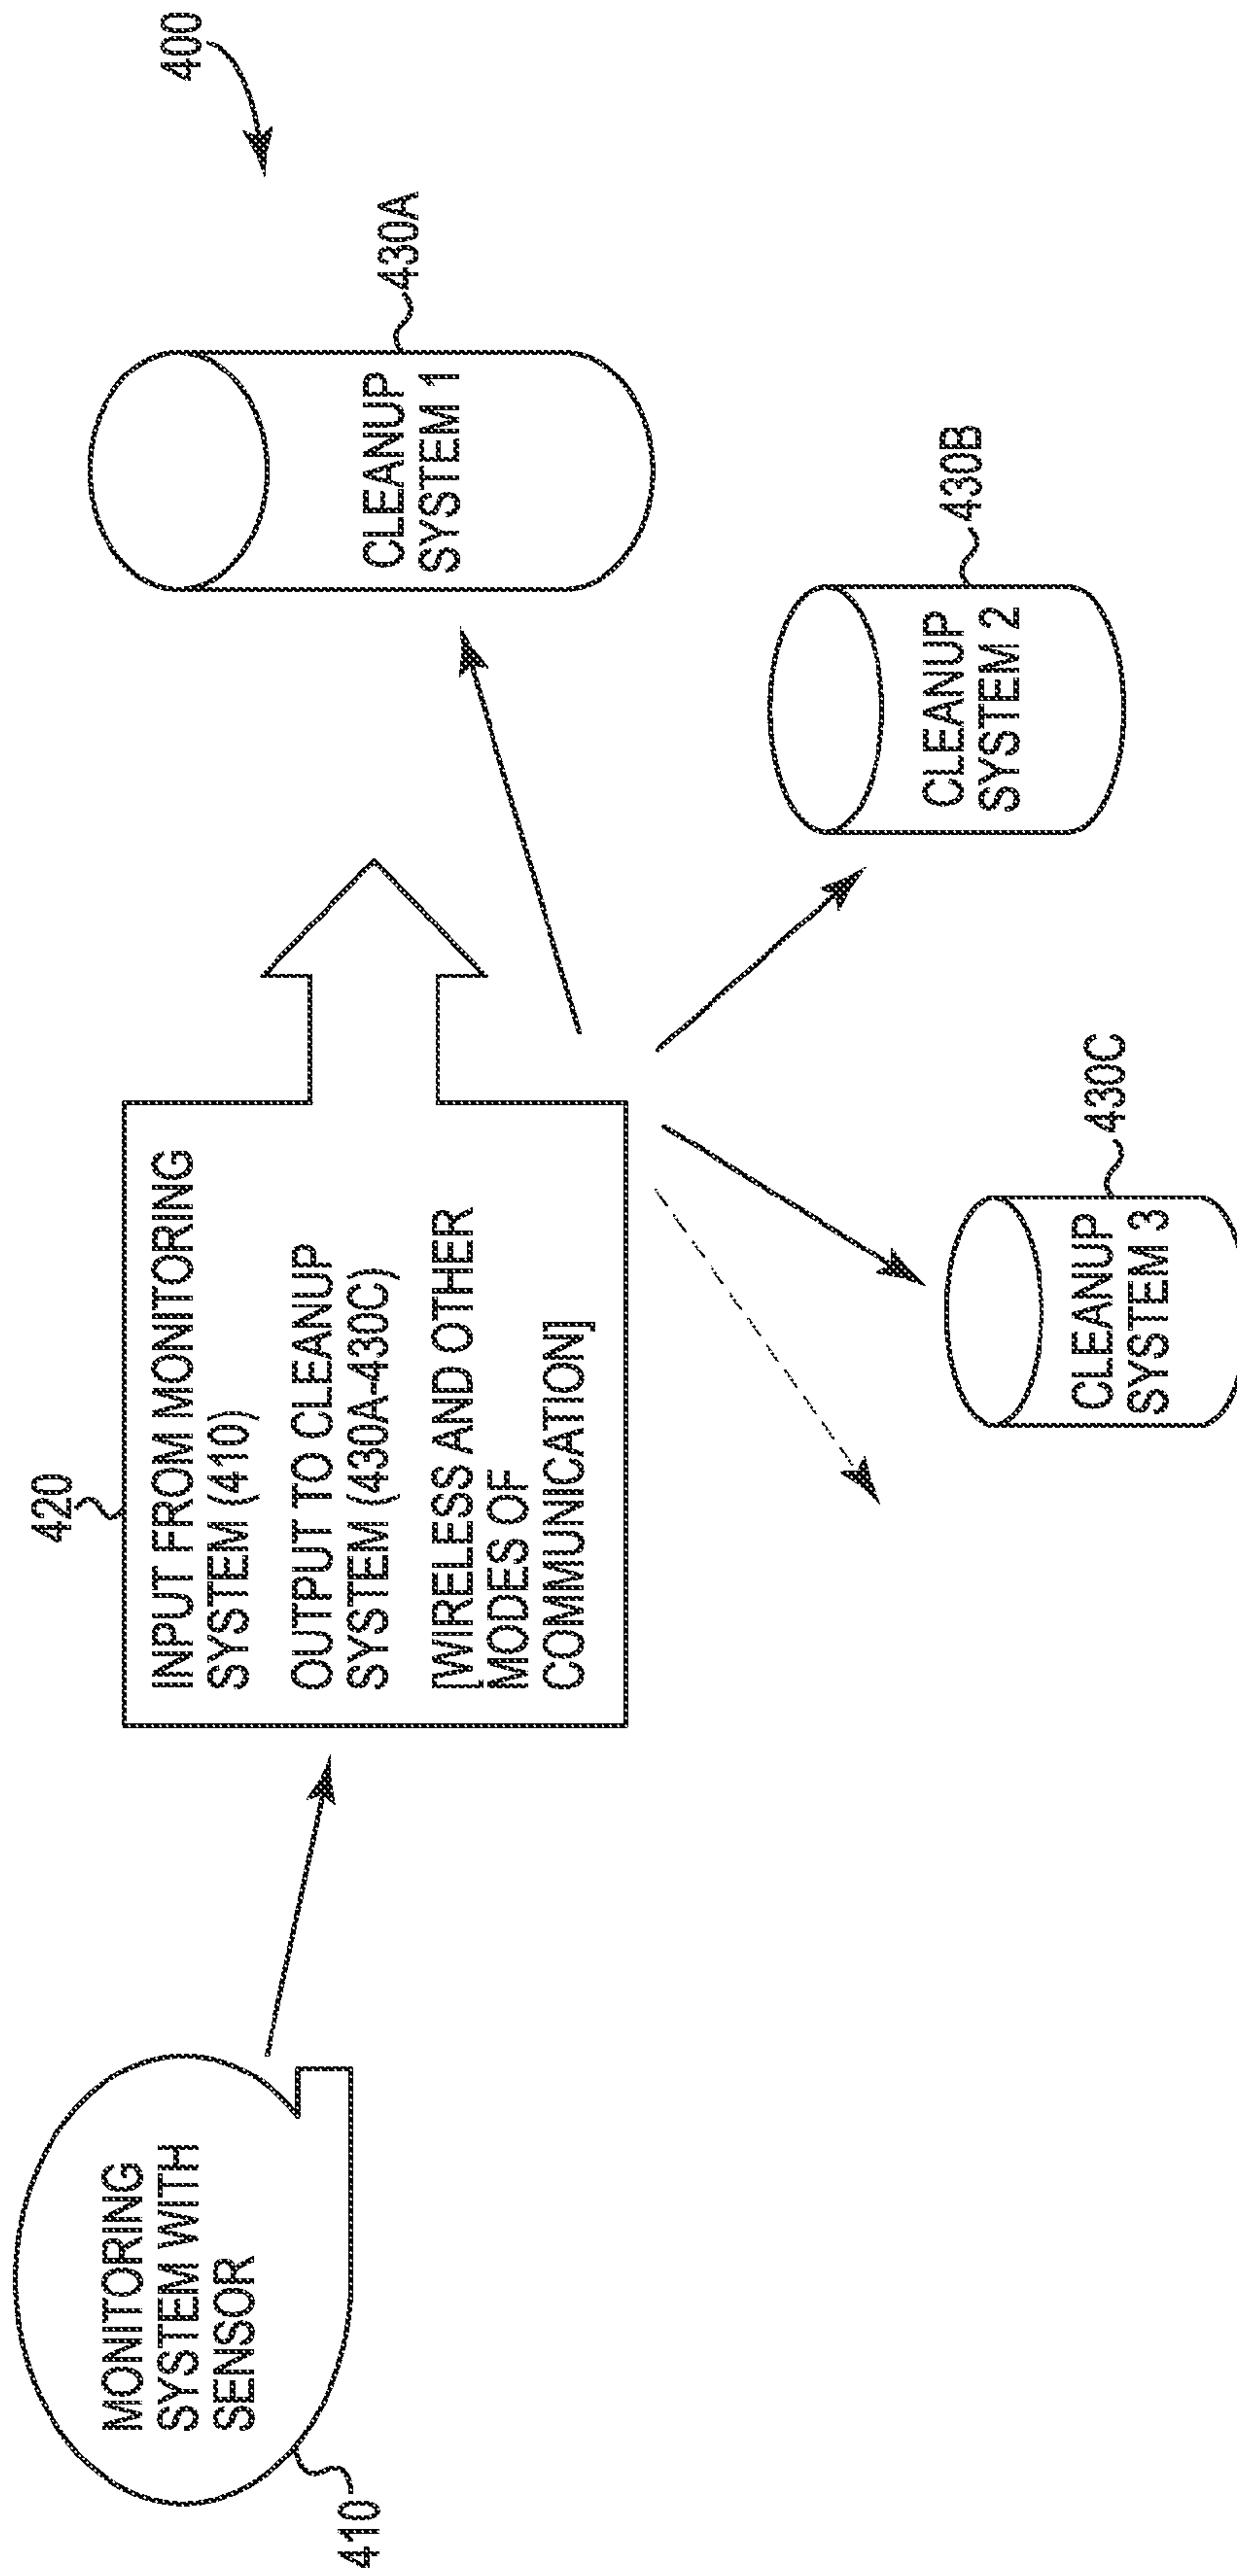 400
420
INPUT FROM MONITORING
SYSTEM (410)
OUTPUT TO CLEANUP
SYSTEM (430A-430C)
[WIRELESS AND OTHER
MODES OF
COMMUNICATION]
MONITORING
SYSTEM WITH
SENSOR
410
CLEANUP
SYSTEM 1
430A
CLEANUP
SYSTEM 2
430B
CLEANUP
SYSTEM 3
430C